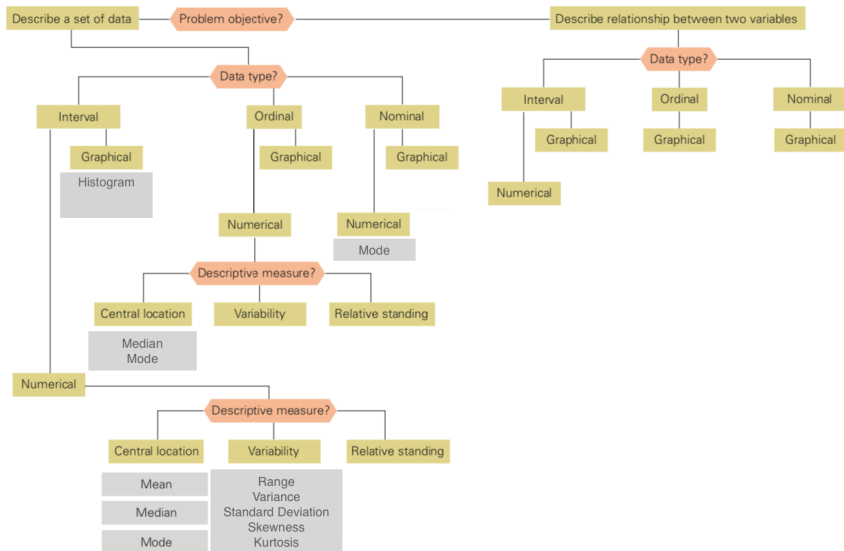 Describe a set of data
Problem objective?
Describe relationship between two variables
Data type?
Data type?
Interval
Ordinal
Nominal
Interval
Ordinal
Nominal
Graphical
Graphical
Graphical
Graphical
Graphical
Graphical
Histogram
Numerical
Numerical
Numerical
Mode
Descriptive measure?
Central location
Variability
Relative standing
Median
Mode
Numerical
Descriptive measure?
Central location
Variability
Relative standing
Mean
Median
Mode
Range
Variance
Standard Deviation
Skewness
Kurtosis